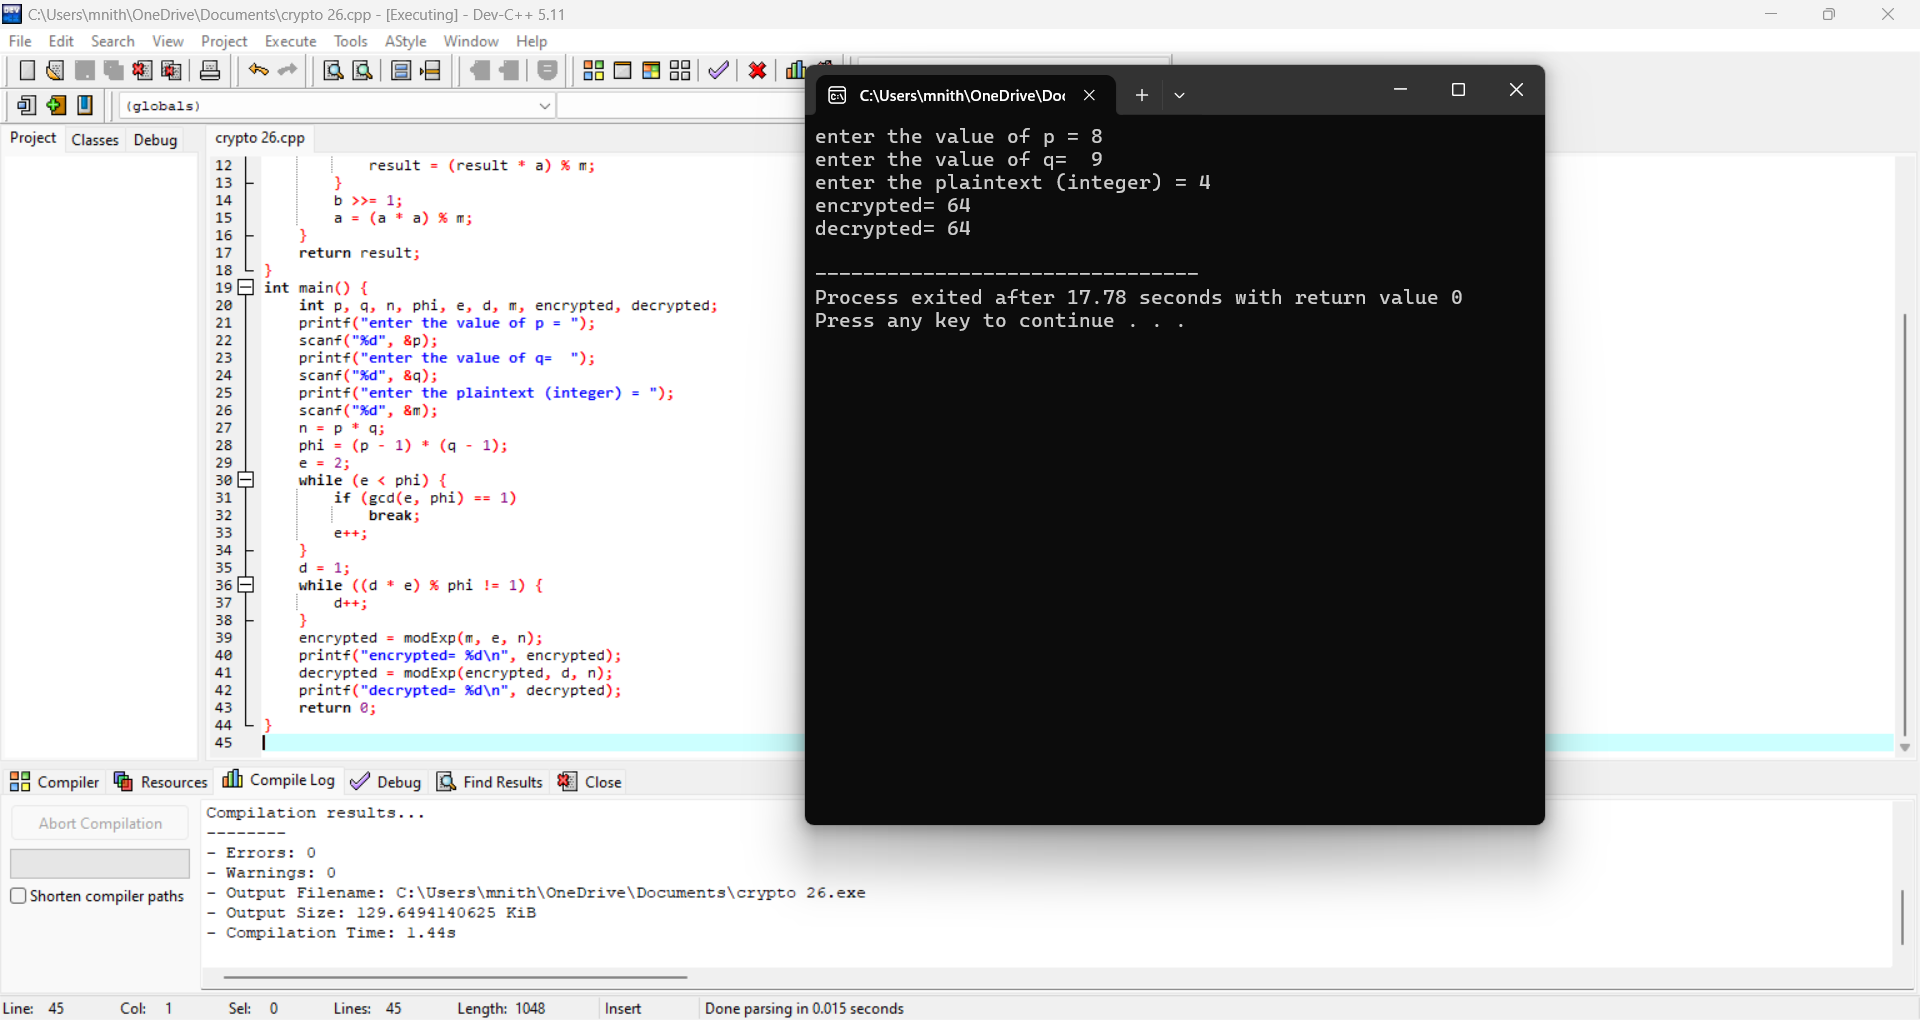 C:\Users\mnith\OneDrive\Documents\crypto 26.cpp - [Executing] - Dev-C++ 5.11
File Edit Search View Project Execute Tools AStyle Window Help
(globals)
Project Classes Debug
crypto 26.cpp
12 result = (result * a) % m;
13 }
14 b >>= 1;
15 a = (a * a) % m;
16 }
17 return result;
18 }
19 int main() {
20 int p, q, n, phi, e, d, m, encrypted, decrypted;
21 printf("enter the value of p = ");
22 scanf("%d", &p);
23 printf("enter the value of q=  ");
24 scanf("%d", &q);
25 printf("enter the plaintext (integer) = ");
26 scanf("%d", &m);
27 n = p * q;
28 phi = (p - 1) * (q - 1);
29 e = 2;
30 while (e < phi) {
31 if (gcd(e, phi) == 1)
32 break;
33 e++;
34 }
35 d = 1;
36 while ((d * e) % phi != 1) {
37 d++;
38 }
39 encrypted = modExp(m, e, n);
40 printf("encrypted= %d\n", encrypted);
41 decrypted = modExp(encrypted, d, n);
42 printf("decrypted= %d\n", decrypted);
43 return 0;
44 }
45
C:\Users\mnith\OneDrive\Doc
enter the value of p = 8
enter the value of q=  9
enter the plaintext (integer) = 4
encrypted= 64
decrypted= 64
--------------------------------
Process exited after 17.78 seconds with return value 0
Press any key to continue . . .
Compiler Resources Compile Log Debug Find Results Close
Abort Compilation
Shorten compiler paths
Compilation results...
--------
- Errors: 0
- Warnings: 0
- Output Filename: C:\Users\mnith\OneDrive\Documents\crypto 26.exe
- Output Size: 129.6494140625 KiB
- Compilation Time: 1.44s
Line: 45 Col: 1 Sel: 0 Lines: 45 Length: 1048 Insert Done parsing in 0.015 seconds